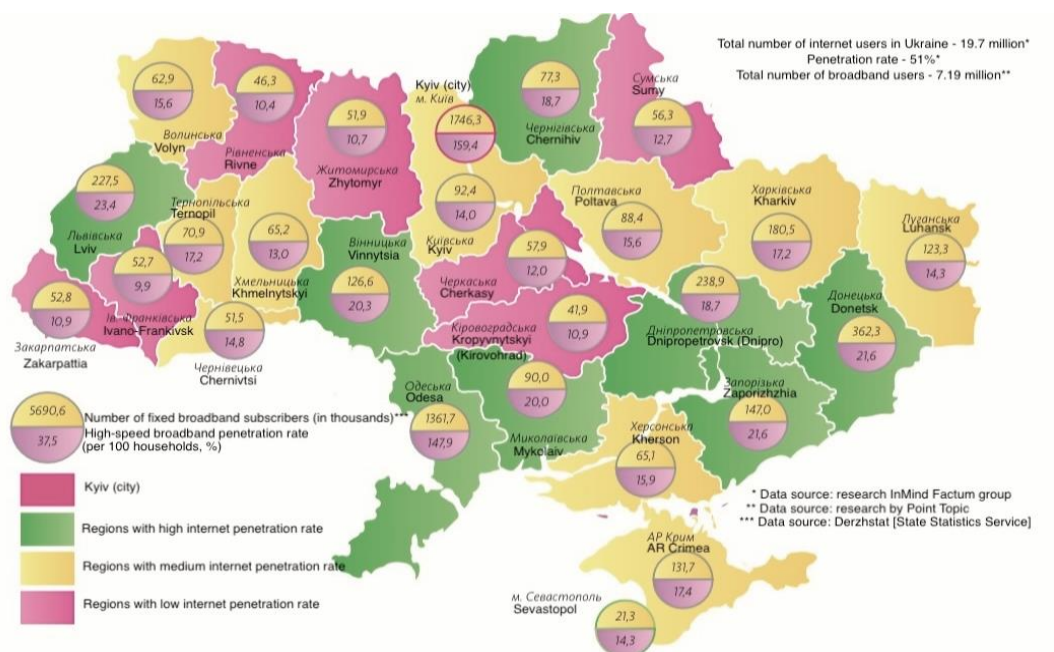 Total number of internet users in Ukraine - 19.7 million*
Penetration rate - 51%*
Total number of broadband users - 7.19 million**
62,9
15,6
Волинська
Volyn
46,3
10,4
Рівненська
Rivne
51,9
10,7
Житомирська
Zhytomyr
Kyiv (city)
м. Київ
1746,3
159,4
77,3
18,7
Чернігівська
Chernihiv
Сумська
Sumy
56,3
12,7
227,5
23,4
Львівська
Lviv
Тернопільська
Ternopil
70,9
17,2
65,2
13,0
Хмельницька
Khmelnytskyi
Вінницька
Vinnytsia
126,6
20,3
92,4
14,0
Київська
Kyiv
57,9
12,0
Черкаська
Cherkasy
Полтавська
Poltava
88,4
15,6
Харківська
Kharkiv
180,5
17,2
Луганська
Luhansk
123,3
14,3
52,8
10,9
Закарпатська
Zakarpattia
52,7
9,9
Ів. Франківська
Ivano-Frankivsk
51,5
14,8
Чернівецька
Chernivtsi
41,9
10,9
Кіровоградська
Kropyvnytskyi
(Kirovohrad)
238,9
18,7
Дніпропетровська
Dnipropetrovsk (Dnipro)
Донецька
Donetsk
362,3
21,6
Одеська
Odesa
1361,7
147,9
90,0
20,0
Миколаївська
Mykolaiv
Запорізька
Zaporizhzhia
147,0
21,6
Херсонська
Kherson
65,1
15,9
АР Крим
AR Crimea
131,7
17,4
м. Севастополь
Sevastopol
21,3
14,3
5690,6
37,5
Number of fixed broadband subscribers (in thousands)***
High-speed broadband penetration rate
(per 100 households, %)
Kyiv (city)
Regions with high internet penetration rate
Regions with medium internet penetration rate
Regions with low internet penetration rate
* Data source: research InMind Factum group
** Data source: research by Point Topic
*** Data source: Derzhstat [State Statistics Service]